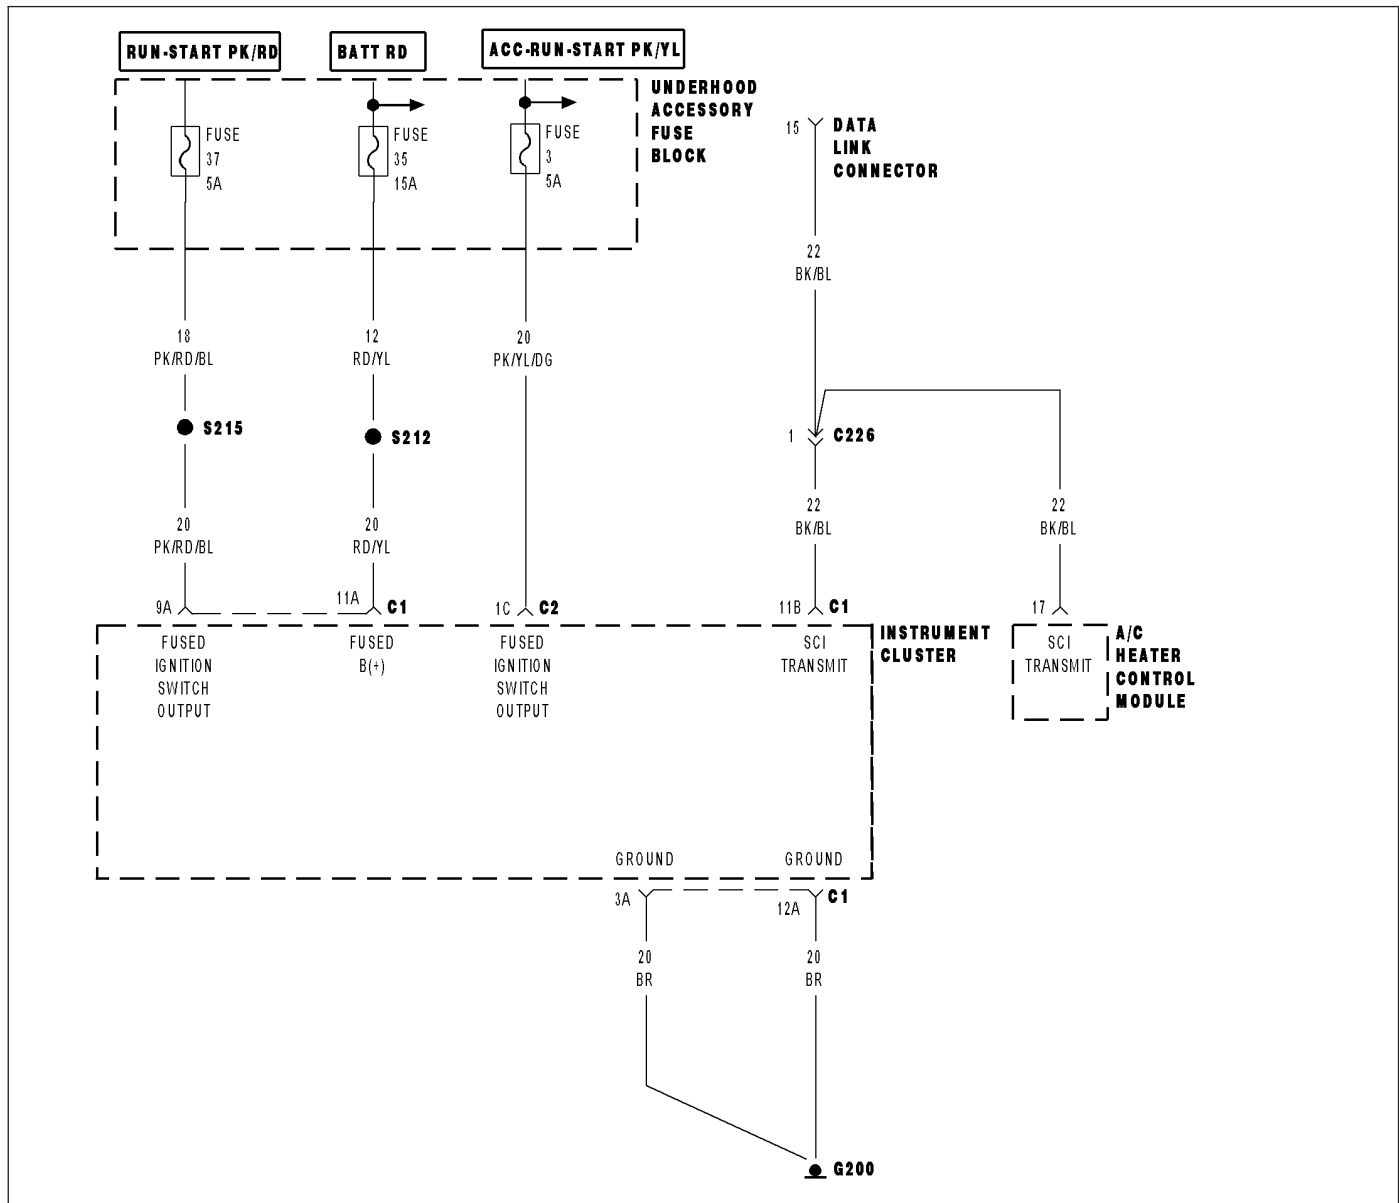 RUN-START PK/RD
BATT RD
ACC-RUN-START PK/YL
UNDERHOOD
ACCESSORY
FUSE
BLOCK
FUSE
37
5A
FUSE
35
15A
FUSE
3
5A
15
DATA
LINK
CONNECTOR
22
BK/BL
18
PK/RD/BL
12
RD/YL
20
PK/YL/DG
S215
S212
1
C226
20
PK/RD/BL
20
RD/YL
22
BK/BL
22
BK/BL
9A
11A
C1
1C
C2
11B
C1
17
FUSED
IGNITION
SWITCH
OUTPUT
FUSED
B(+)
FUSED
IGNITION
SWITCH
OUTPUT
SCI
TRANSMIT
INSTRUMENT
CLUSTER
SCI
TRANSMIT
A/C
HEATER
CONTROL
MODULE
GROUND
GROUND
3A
12A
C1
20
BR
20
BR
G200